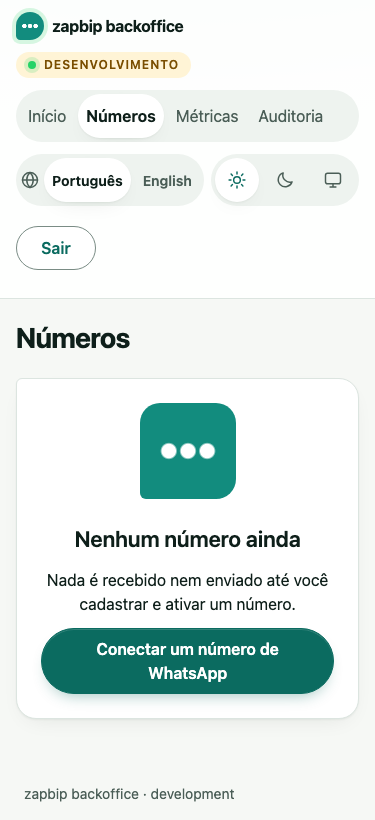 zapbip backoffice
DESENVOLVIMENTO
Início Números Métricas Auditoria
Português English
Sair
Números
Nenhum número ainda
Nada é recebido nem enviado até você
cadastrar e ativar um número.
Conectar um número de
WhatsApp
zapbip backoffice · development